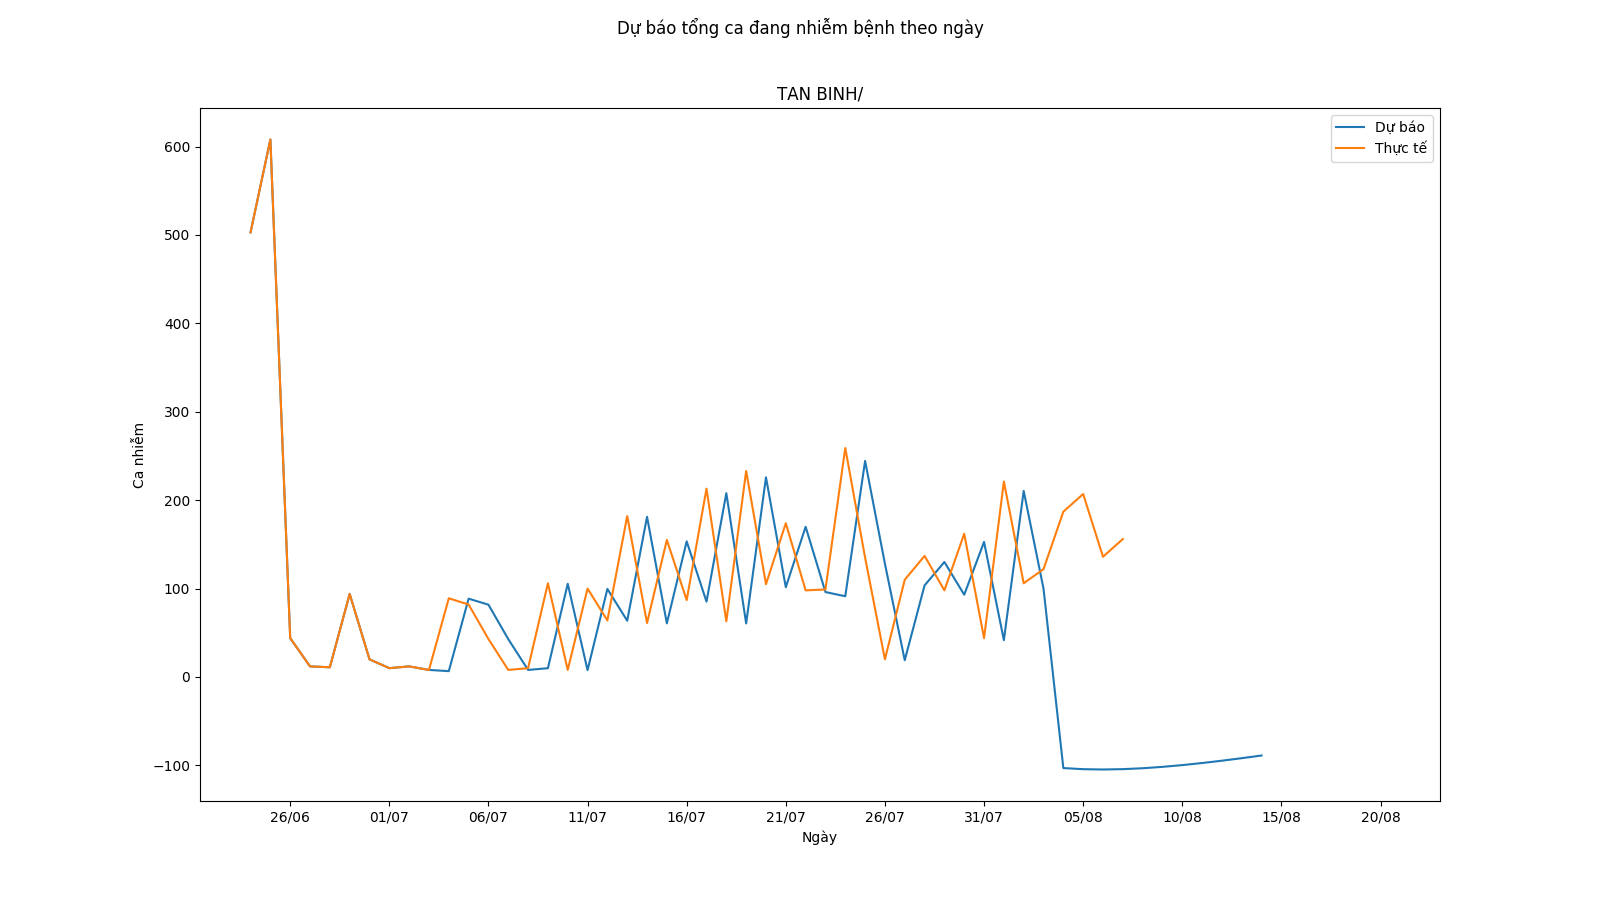 Dự báo tổng ca đang nhiễm bệnh theo ngày
TAN BINH/
Dự báo
Thực tế
600
500
400
300
200
100
0
−100
Ca nhiễm
26/06 01/07 06/07 11/07 16/07 21/07 26/07 31/07 05/08 10/08 15/08 20/08
Ngày